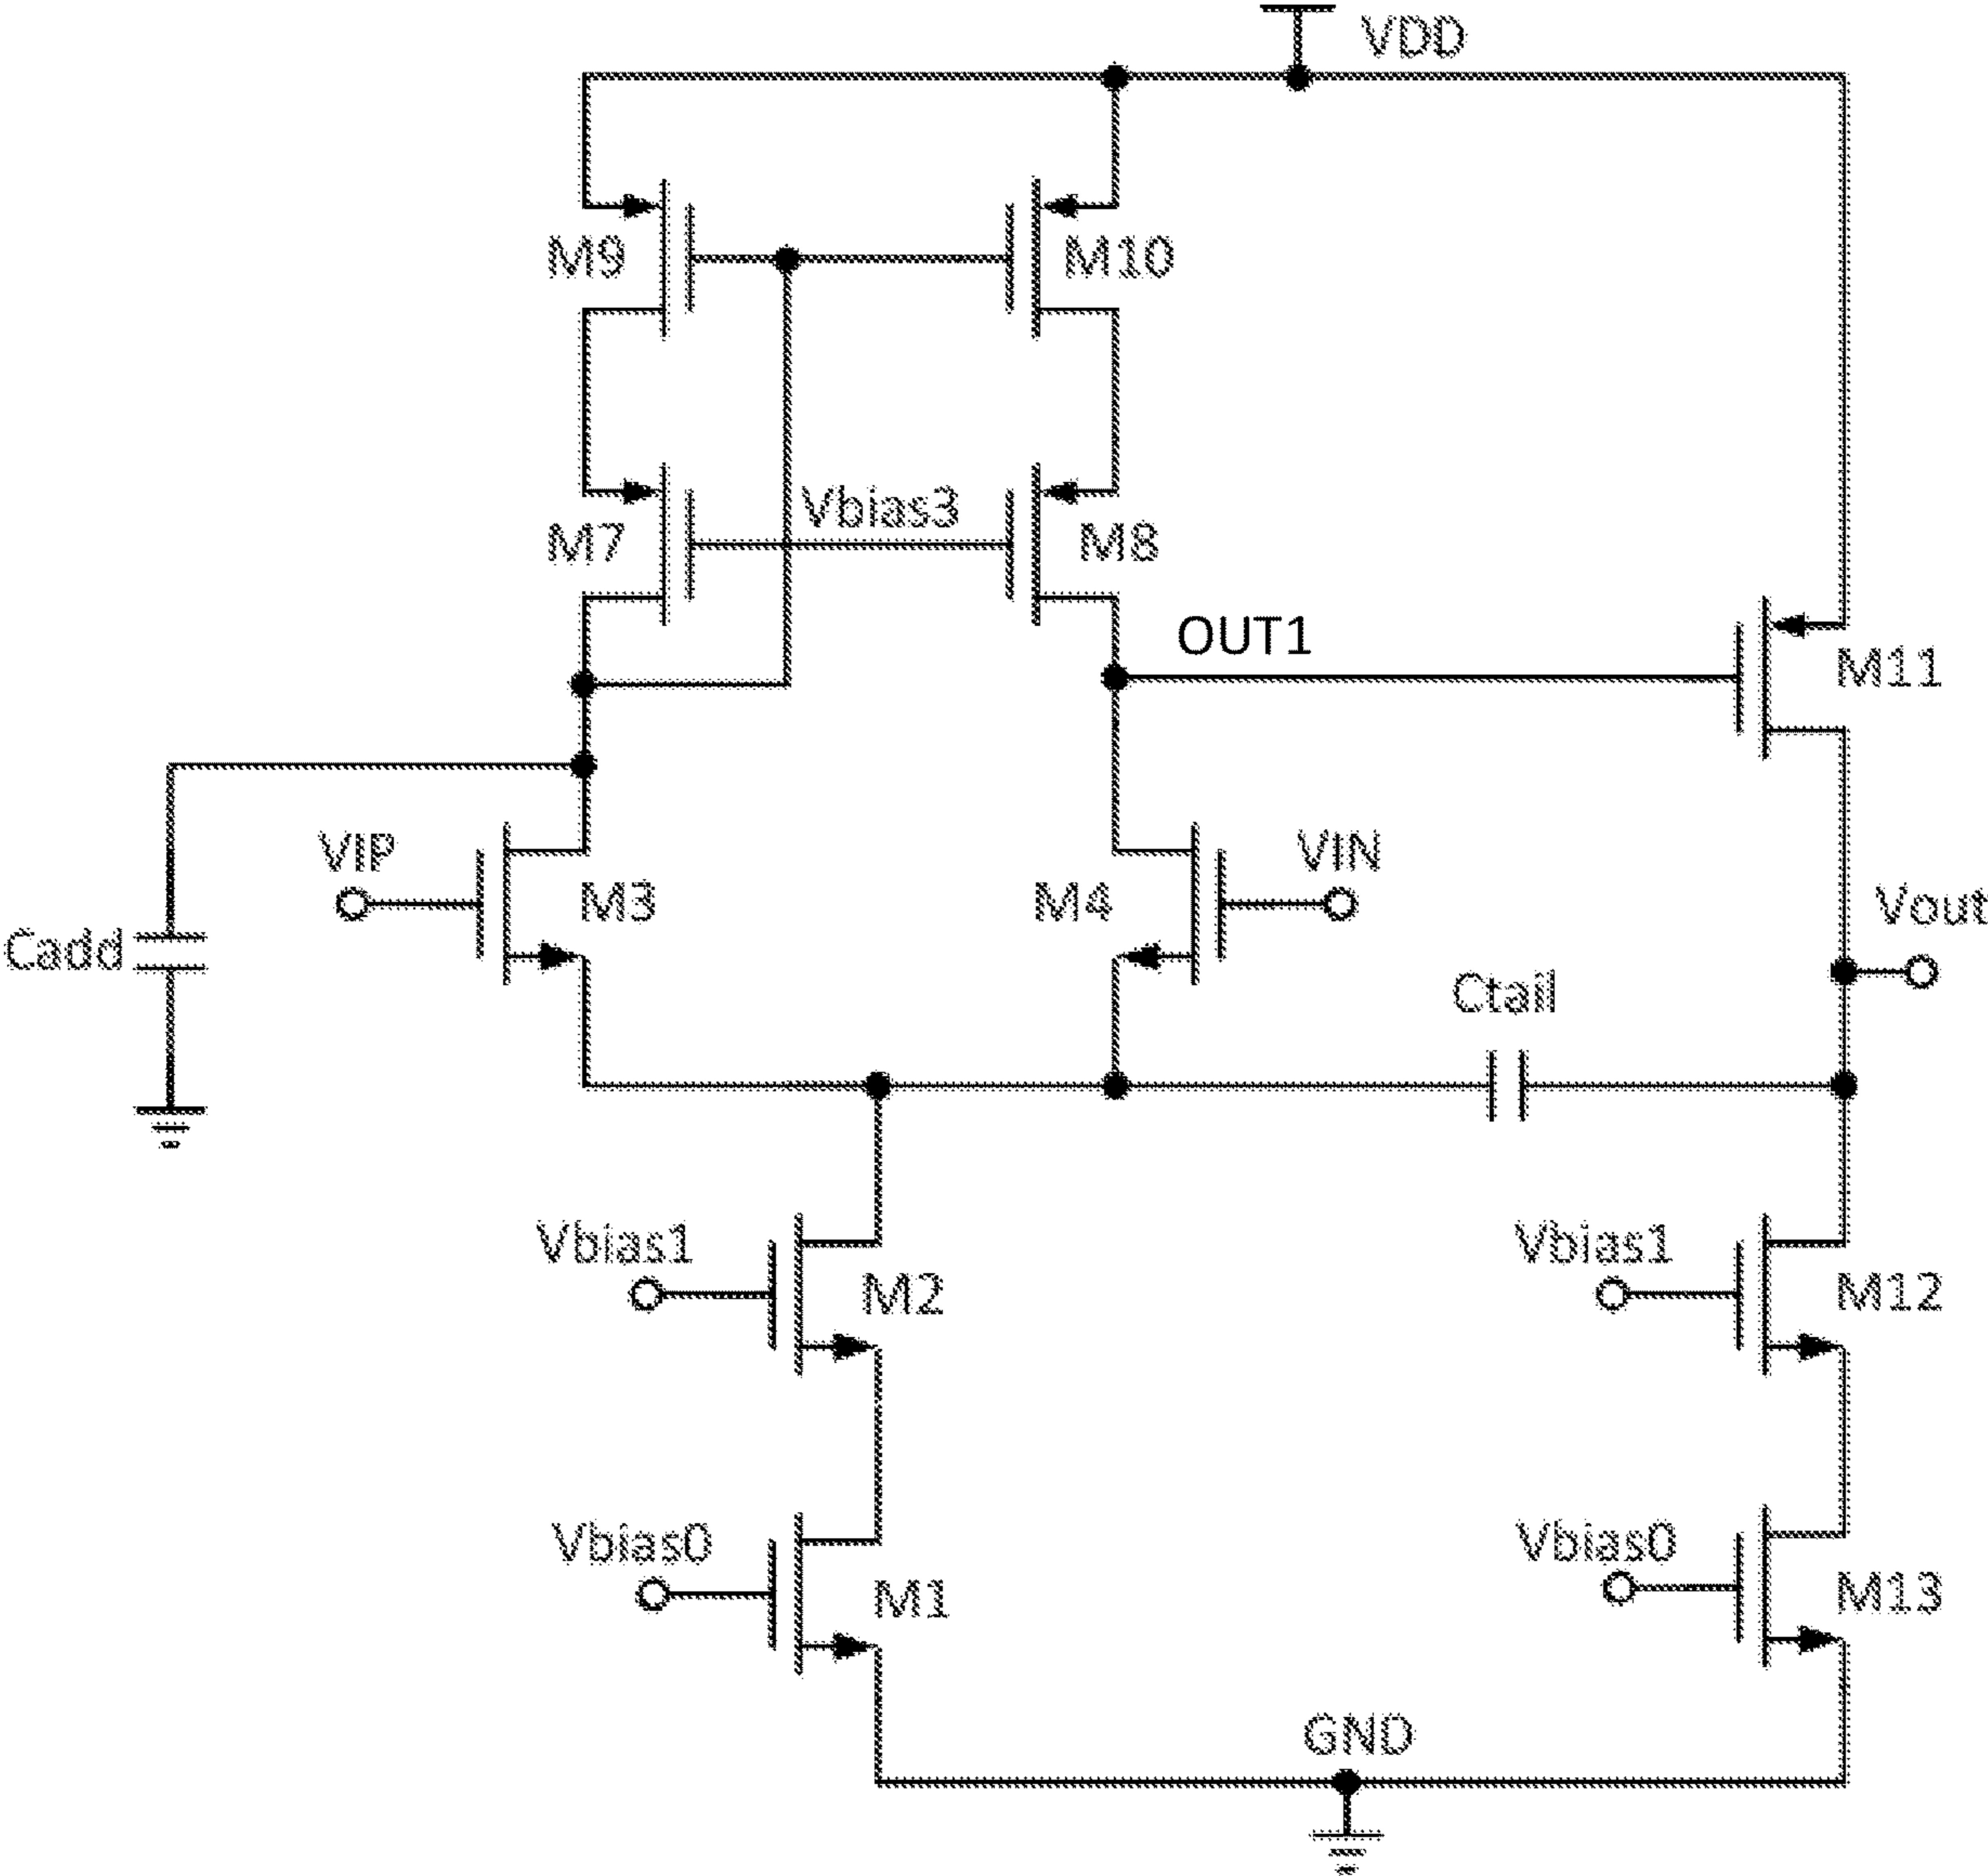 VDD
M9
M10
Vbias3
M7
M8
OUT1
M11
VIP
VIN
M3
M4
Vout
Cadd
Ctail
Vbias1
M2
Vbias1
M12
Vbias0
M1
Vbias0
M13
GND